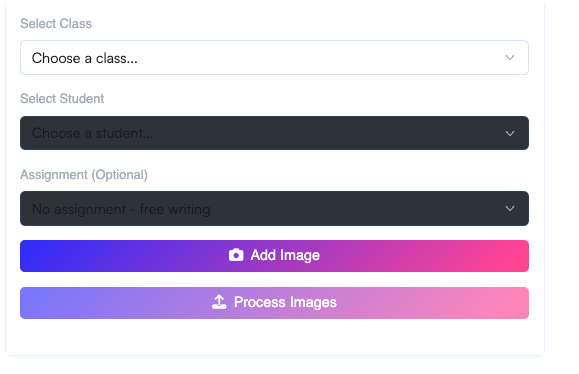 Select Class
Choose a class...
Select Student
Choose a student...
Assignment (Optional)
No assignment - free writing
Add Image
Process Images